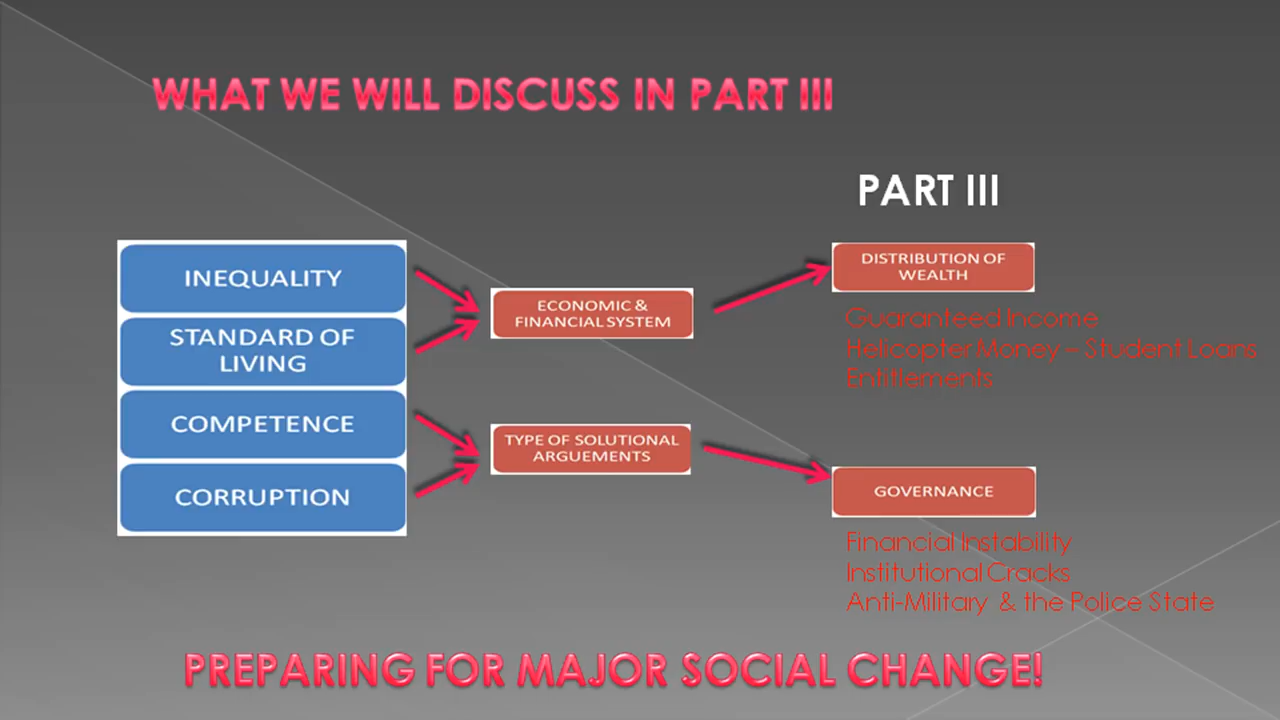 WHAT WE WILL DISCUSS IN PART III
PART III
INEQUALITY
STANDARD OF
LIVING
COMPETENCE
CORRUPTION
ECONOMIC &
FINANCIAL SYSTEM
TYPE OF SOLUTIONAL
ARGUEMENTS
DISTRIBUTION OF
WEALTH
Guaranteed Income
Helicopter Money – Student Loans
Entitlements
GOVERNANCE
Financial Instability
Institutional Cracks
Anti-Military & the Police State
PREPARING FOR MAJOR SOCIAL CHANGE!